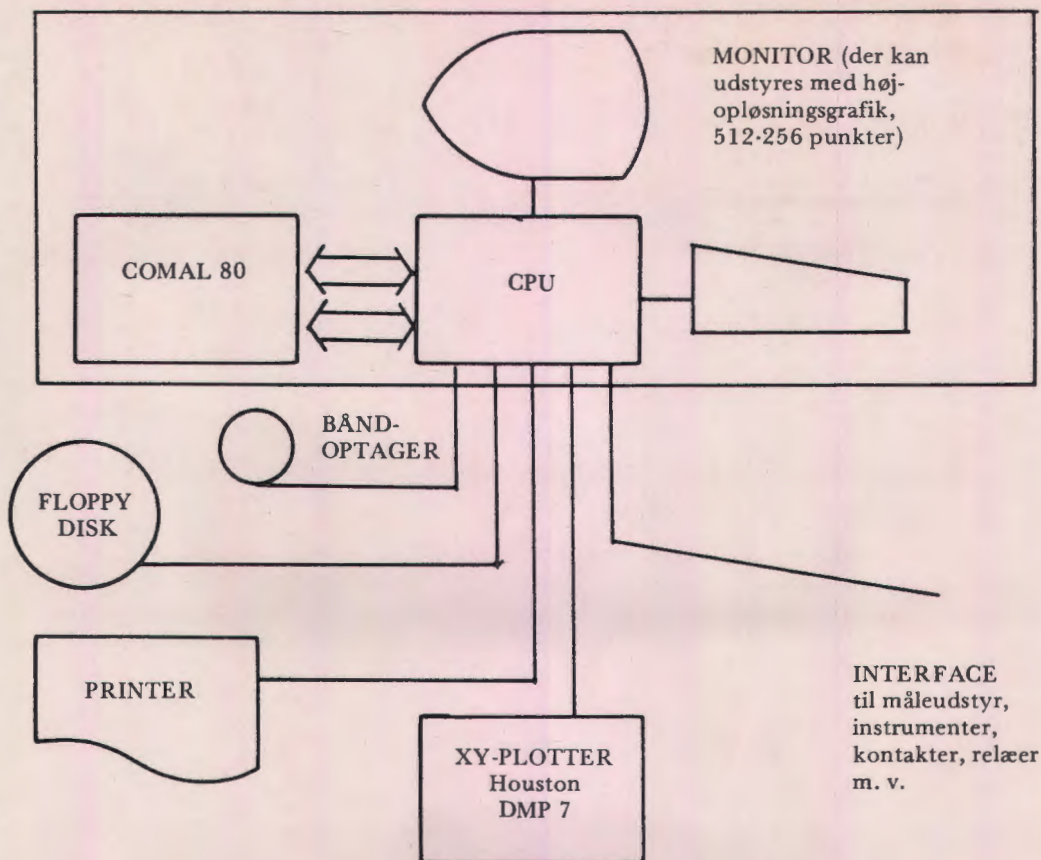 MONITOR (der kan
udstyres med høj-
opløsningsgrafik,
512·256 punkter)
COMAL 80
CPU
BÅND-
OPTAGER
FLOPPY
DISK
PRINTER
XY-PLOTTER
Houston
DMP 7
INTERFACE
til måleudstyr,
instrumenter,
kontakter, relæer
m. v.